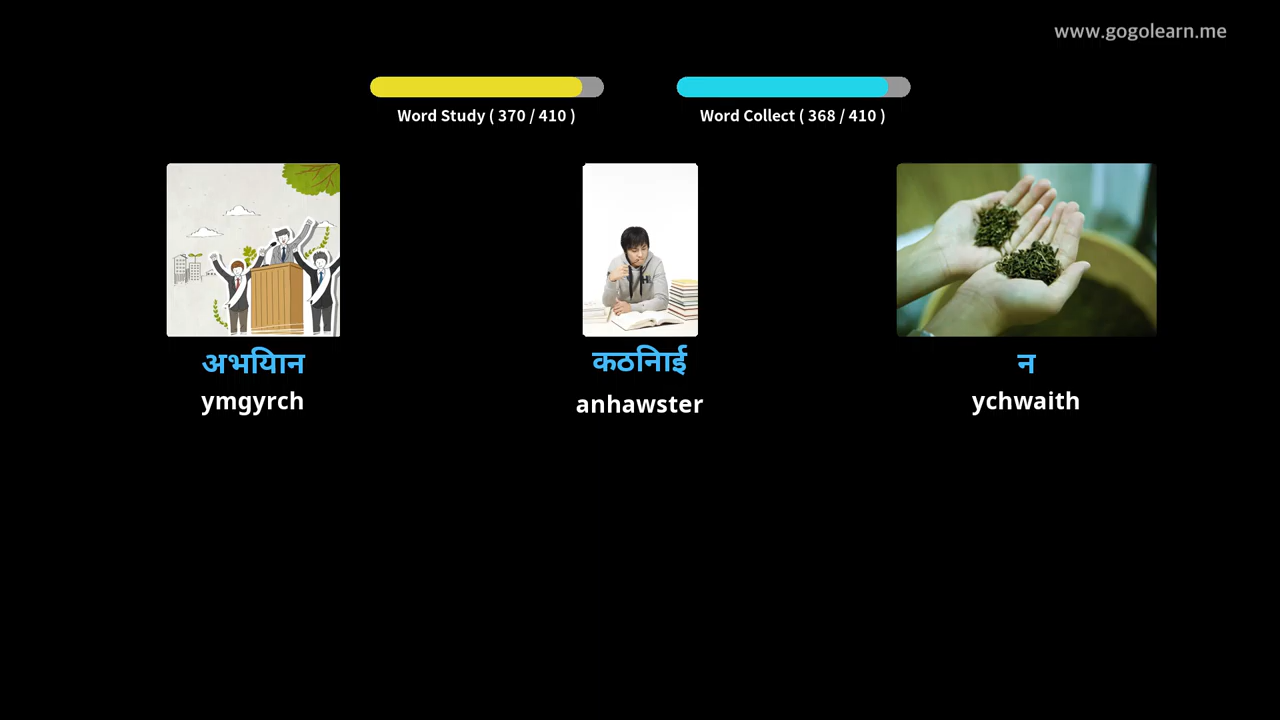 www.gogolearn.me
Word Study ( 370 / 410 )
Word Collect ( 368 / 410 )
अभियान
कठिनाई
न
ymgyrch
anhawster
ychwaith